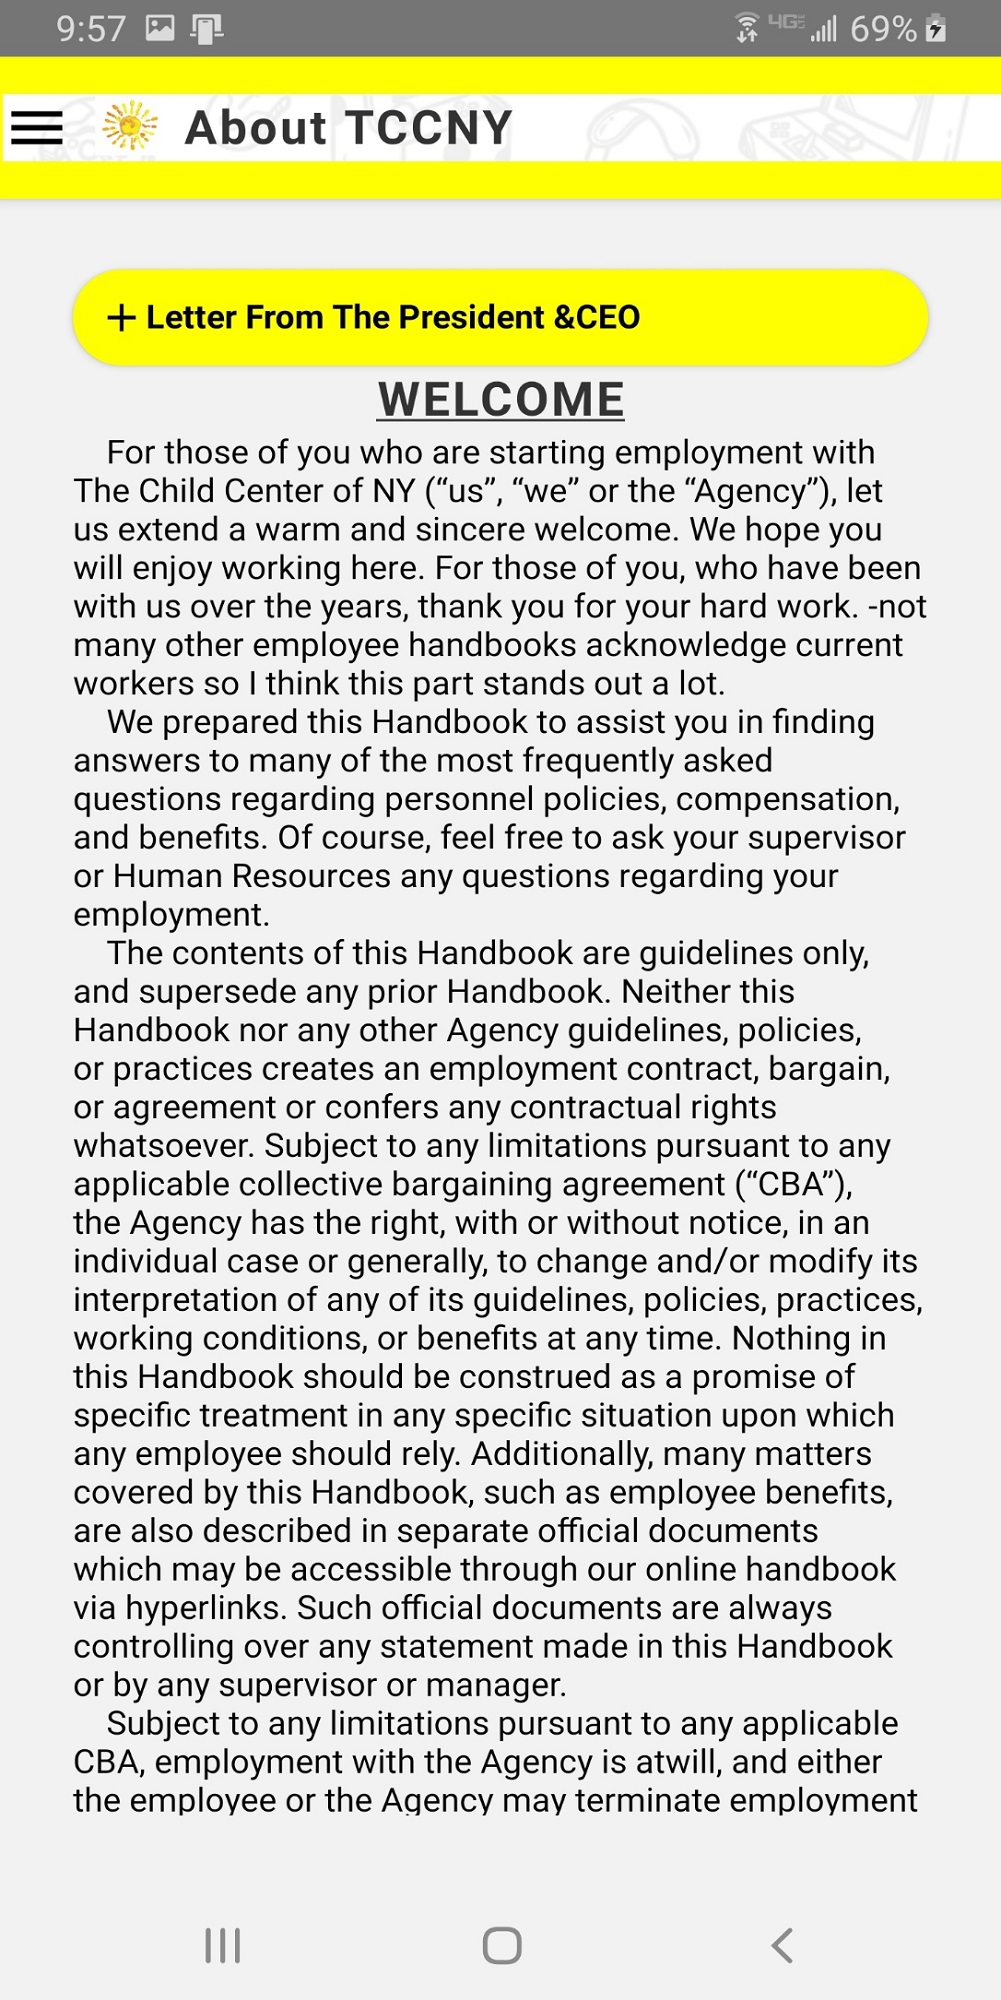 9:57 4GE 69%
About TCCNY
+ Letter From The President &CEO
WELCOME
For those of you who are starting employment with
The Child Center of NY (“us”, “we” or the “Agency”), let
us extend a warm and sincere welcome. We hope you
will enjoy working here. For those of you, who have been
with us over the years, thank you for your hard work. -not
many other employee handbooks acknowledge current
workers so I think this part stands out a lot.
We prepared this Handbook to assist you in finding
answers to many of the most frequently asked
questions regarding personnel policies, compensation,
and benefits. Of course, feel free to ask your supervisor
or Human Resources any questions regarding your
employment.
The contents of this Handbook are guidelines only,
and supersede any prior Handbook. Neither this
Handbook nor any other Agency guidelines, policies,
or practices creates an employment contract, bargain,
or agreement or confers any contractual rights
whatsoever. Subject to any limitations pursuant to any
applicable collective bargaining agreement (“CBA”),
the Agency has the right, with or without notice, in an
individual case or generally, to change and/or modify its
interpretation of any of its guidelines, policies, practices,
working conditions, or benefits at any time. Nothing in
this Handbook should be construed as a promise of
specific treatment in any specific situation upon which
any employee should rely. Additionally, many matters
covered by this Handbook, such as employee benefits,
are also described in separate official documents
which may be accessible through our online handbook
via hyperlinks. Such official documents are always
controlling over any statement made in this Handbook
or by any supervisor or manager.
Subject to any limitations pursuant to any applicable
CBA, employment with the Agency is atwill, and either
the employee or the Agency may terminate employment